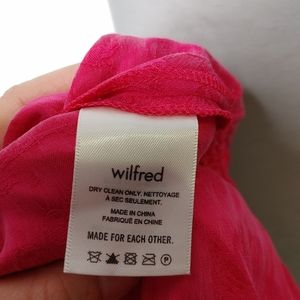 wilfred
DRY CLEAN ONLY. NETTOYAGE
À SEC SEULEMENT.
MADE IN CHINA
FABRIQUÉ EN CHINE
MADE FOR EACH OTHER.